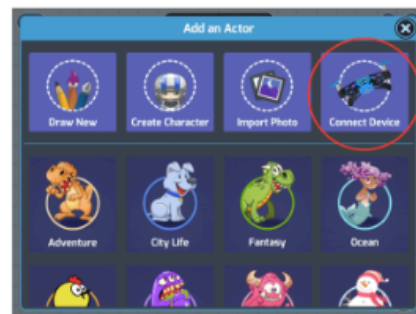 Add an Actor
Draw New
Create Character
Import Photo
Connect Device
Adventure
City Life
Fantasy
Ocean